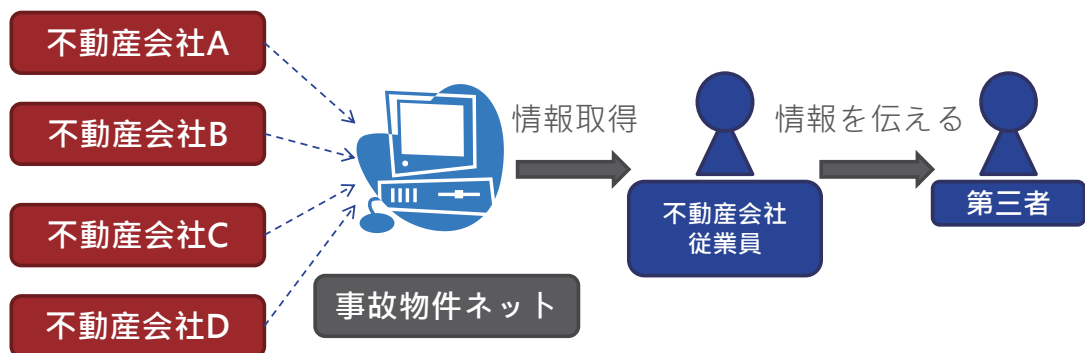 不動産会社A
不動産会社B
不動産会社C
不動産会社D
事故物件ネット
情報取得
不動産会社
従業員
情報を伝える
第三者